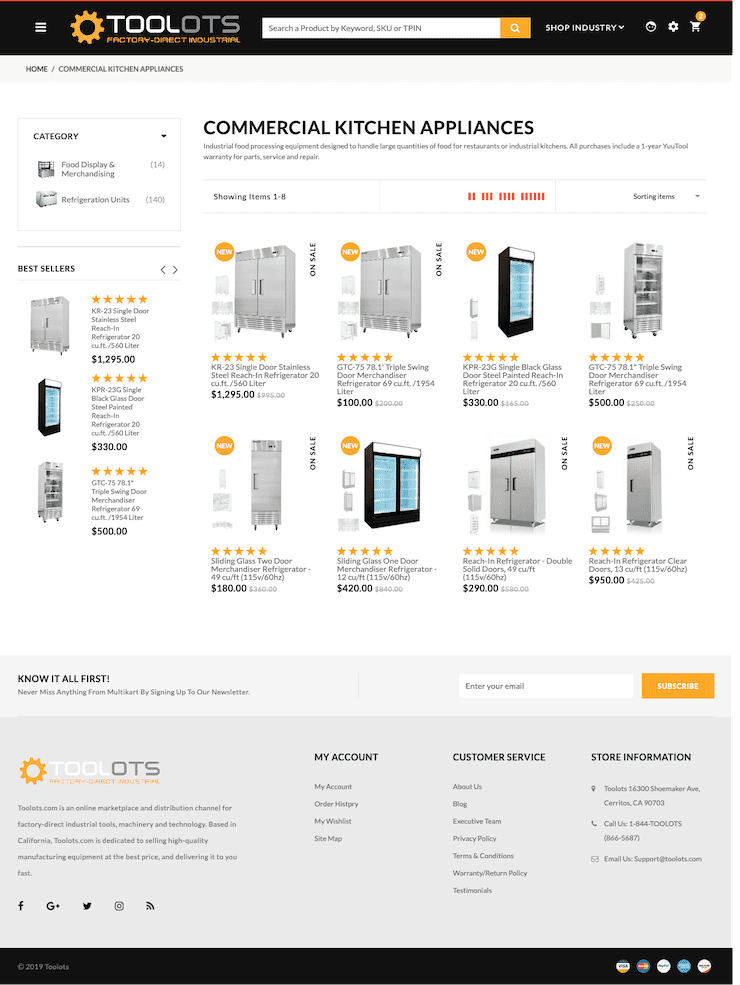 TOOLOTS
FACTORY-DIRECT INDUSTRIAL
Search a Product by Keyword, SKU or TPIN
SHOP INDUSTRY
2
HOME / COMMERCIAL KITCHEN APPLIANCES
CATEGORY
Food Display &
Merchandising
(14)
Refrigeration Units (140)
BEST SELLERS
KR-23 Single Door
Stainless Steel
Reach-In
Refrigerator 20
cu.ft. /560 Liter
$1,295.00
KPR-23G Single
Black Glass Door
Steel Painted
Reach-In
Refrigerator 20
cu.ft. /560 Liter
$330.00
GTC-75 78.1"
Triple Swing Door
Merchandiser
Refrigerator 69
cu.ft. /1954 Liter
$500.00
COMMERCIAL KITCHEN APPLIANCES
Industrial food processing equipment designed to handle large quantities of food for restaurants or industrial kitchens. All purchases include a 1-year YuuTool
warranty for parts, service and repair.
Showing Items 1-8
Sorting items
NEW
ON SALE
KR-23 Single Door Stainless
Steel Reach-In Refrigerator 20
cu.ft. /560 Liter
$1,295.00 $995.00
NEW
ON SALE
GTC-75 78.1" Triple Swing
Door Merchandiser
Refrigerator 69 cu.ft. /1954
Liter
$100.00 $200.00
NEW
KPR-23G Single Black Glass
Door Steel Painted Reach-In
Refrigerator 20 cu.ft. /560
Liter
$330.00 $165.00
ON SALE
GTC-75 78.1" Triple Swing
Door Merchandiser
Refrigerator 69 cu.ft. /1954
Liter
$500.00 $250.00
NEW
ON SALE
Sliding Glass Two Door
Merchandiser Refrigerator -
49 cu/ft (115v/60hz)
$180.00 $360.00
NEW
Sliding Glass One Door
Merchandiser Refrigerator -
12 cu/ft (115v/60hz)
$420.00 $840.00
ON SALE
Reach-In Refrigerator - Double
Solid Doors, 49 cu/ft
(115v/60hz)
$290.00 $580.00
NEW
ON SALE
Reach-In Refrigerator Clear
Doors, 13 cu/ft (115v/60hz)
$950.00 $425.00
KNOW IT ALL FIRST!
Never Miss Anything From Multikart By Signing Up To Our Newsletter.
Enter your email
SUBSCRIBE
TOOLOTS
FACTORY-DIRECT INDUSTRIAL
Toolots.com is an online marketplace and distribution channel for
factory-direct industrial tools, machinery and technology. Based in
California, Toolots.com is dedicated to selling high-quality
manufacturing equipment at the best price, and delivering it to you
fast.
MY ACCOUNT
My Account
Order Histpry
My Wishlist
Site Map
CUSTOMER SERVICE
About Us
Blog
Executive Team
Privacy Policy
Terms & Conditions
Warranty/Return Policy
Testimonials
STORE INFORMATION
Toolots 16300 Shoemaker Ave,
Cerritos, CA 90703
Call Us: 1-844-TOOLOTS
(866-5687)
Email Us: Support@toolots.com
© 2019 Toolots
VISA